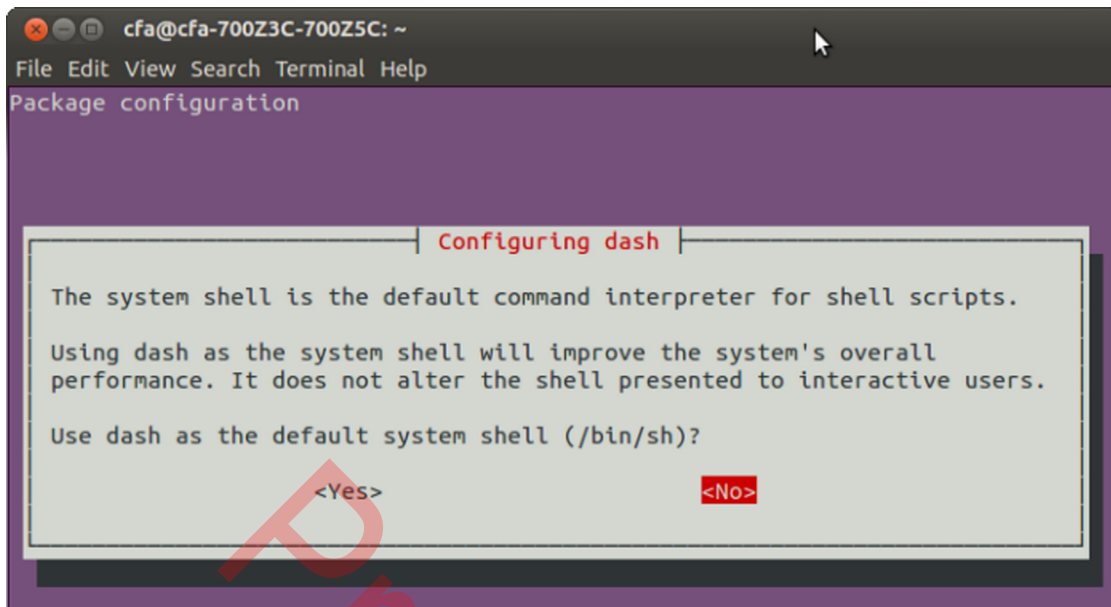 cfa@cfa-700Z3C-700Z5C: ~
File Edit View Search Terminal Help
Package configuration
Configuring dash
The system shell is the default command interpreter for shell scripts.
Using dash as the system shell will improve the system's overall
performance. It does not alter the shell presented to interactive users.
Use dash as the default system shell (/bin/sh)?
<Yes> <No>